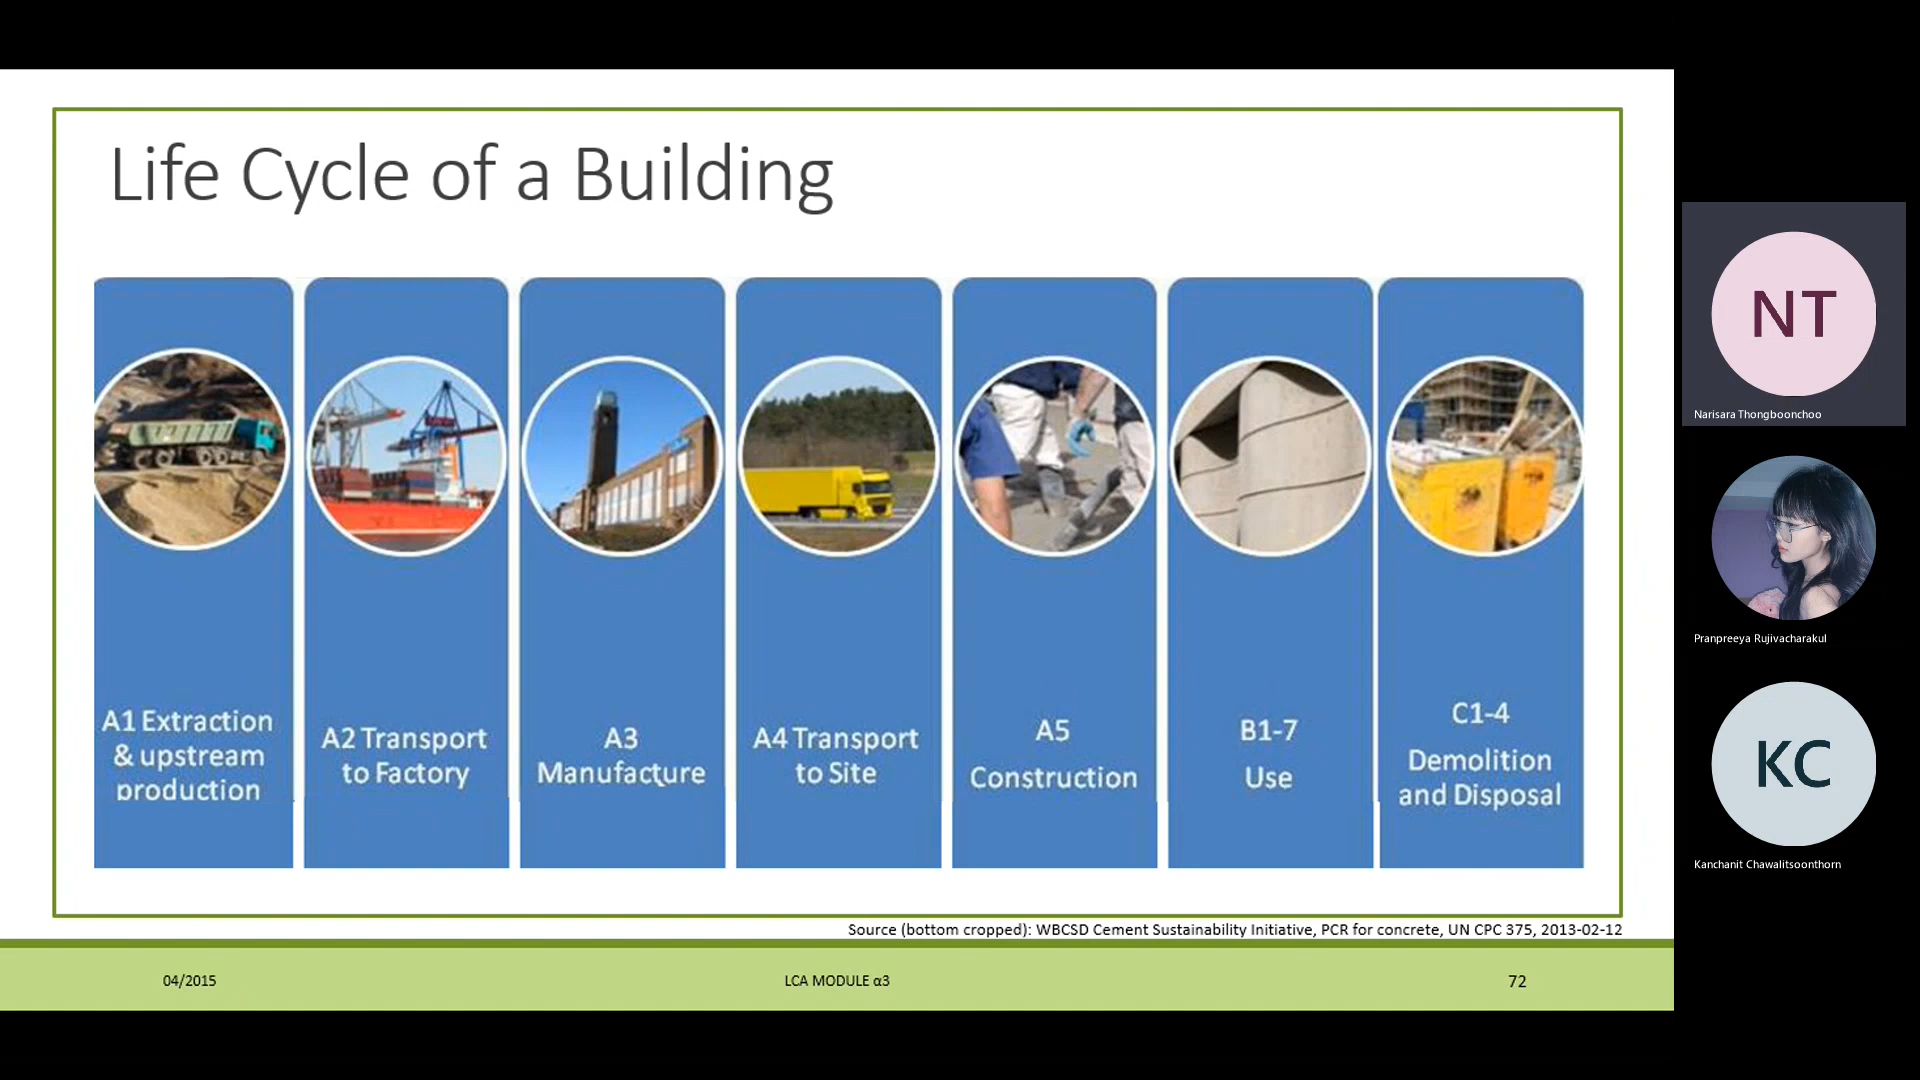 Life Cycle of a Building
A1 Extraction
& upstream
production
A2 Transport
to Factory
A3
Manufacture
A4 Transport
to Site
A5
Construction
B1-7
Use
C1-4
Demolition
and Disposal
Source (bottom cropped): WBCSD Cement Sustainability Initiative, PCR for concrete, UN CPC 375, 2013-02-12
04/2015
LCA MODULE α3
72
NT
Narisara Thongboonchoo
Pranpreeya Rujivacharakul
KC
Kanchanit Chawalitsoonthorn